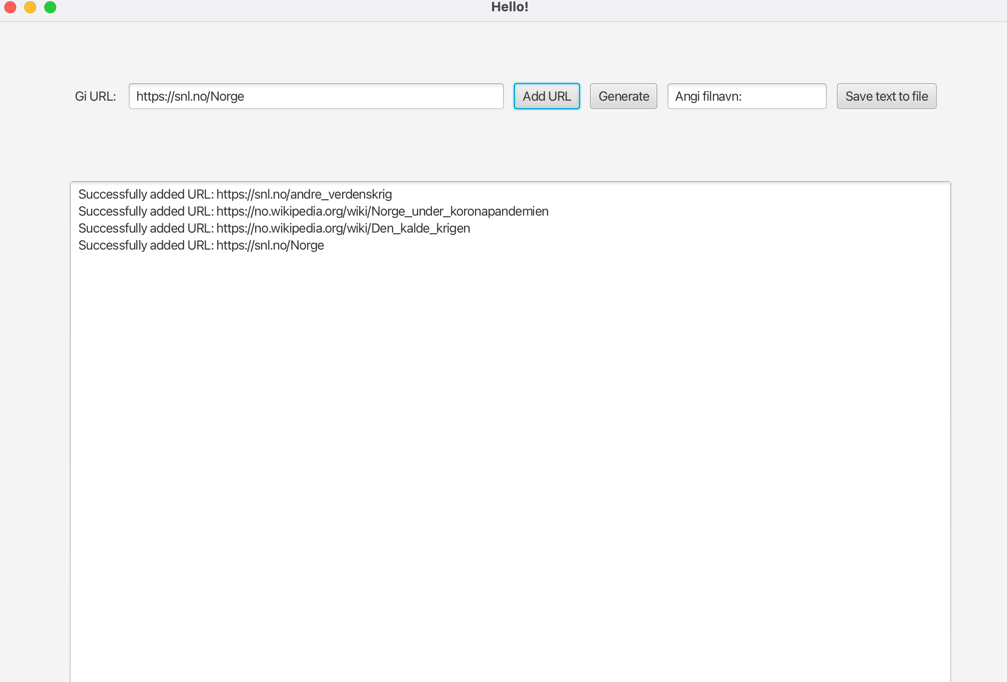 Hello!
Gi URL: https://snl.no/Norge Add URL Generate Angi filnavn: Save text to file
Successfully added URL: https://snl.no/andre_verdenskrig
Successfully added URL: https://no.wikipedia.org/wiki/Norge_under_koronapandemien
Successfully added URL: https://no.wikipedia.org/wiki/Den_kalde_krigen
Successfully added URL: https://snl.no/Norge